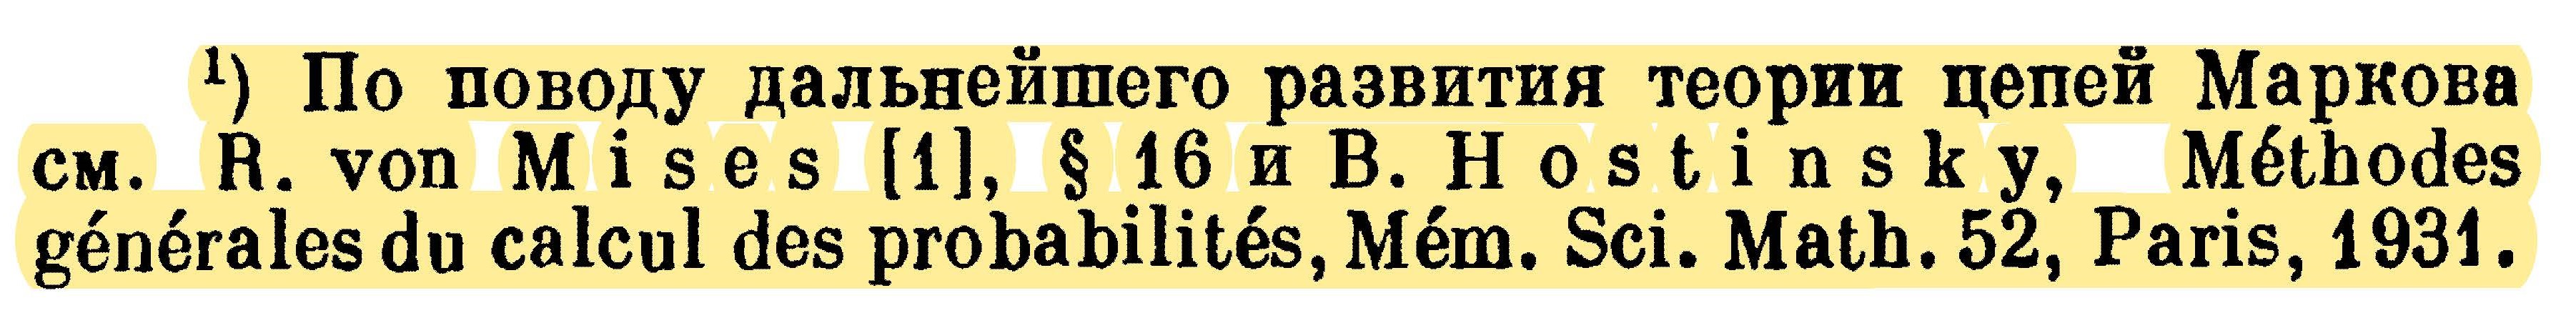 ¹) По поводу дальнейшего развития теории цепей Маркова
см. R. von Mises [1], § 16 и B. Hostinsky, Méthodes
générales du calcul des probabilités, Mém. Sci. Math. 52, Paris, 1931.